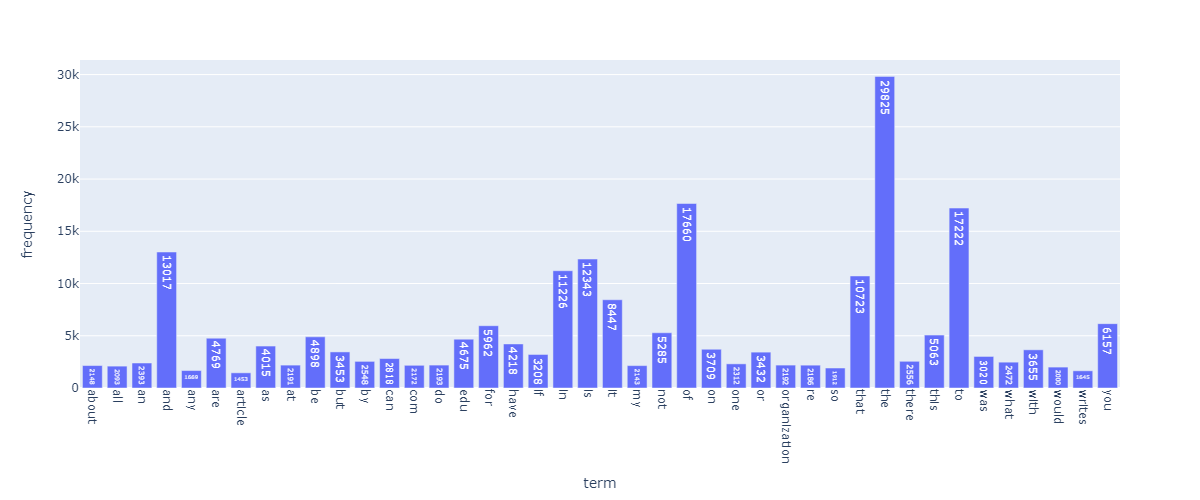 30k
25k
20k
15k
10k
5k
0
frequency
2148
2093
2393
13017
1669
4769
1453
4015
2191
4898
3453
2548
2818
2172
2193
4675
5962
4218
3208
11226
12343
8447
2143
5285
17660
3709
2312
3432
2192
2186
1912
10723
29825
2556
5063
17222
3020
2472
3655
2000
1645
6157
about
all
an
and
any
are
article
as
at
be
but
by
can
com
do
edu
for
have
if
in
is
it
my
not
of
on
one
or
organization
re
so
that
the
there
this
to
was
what
with
would
writes
you
term